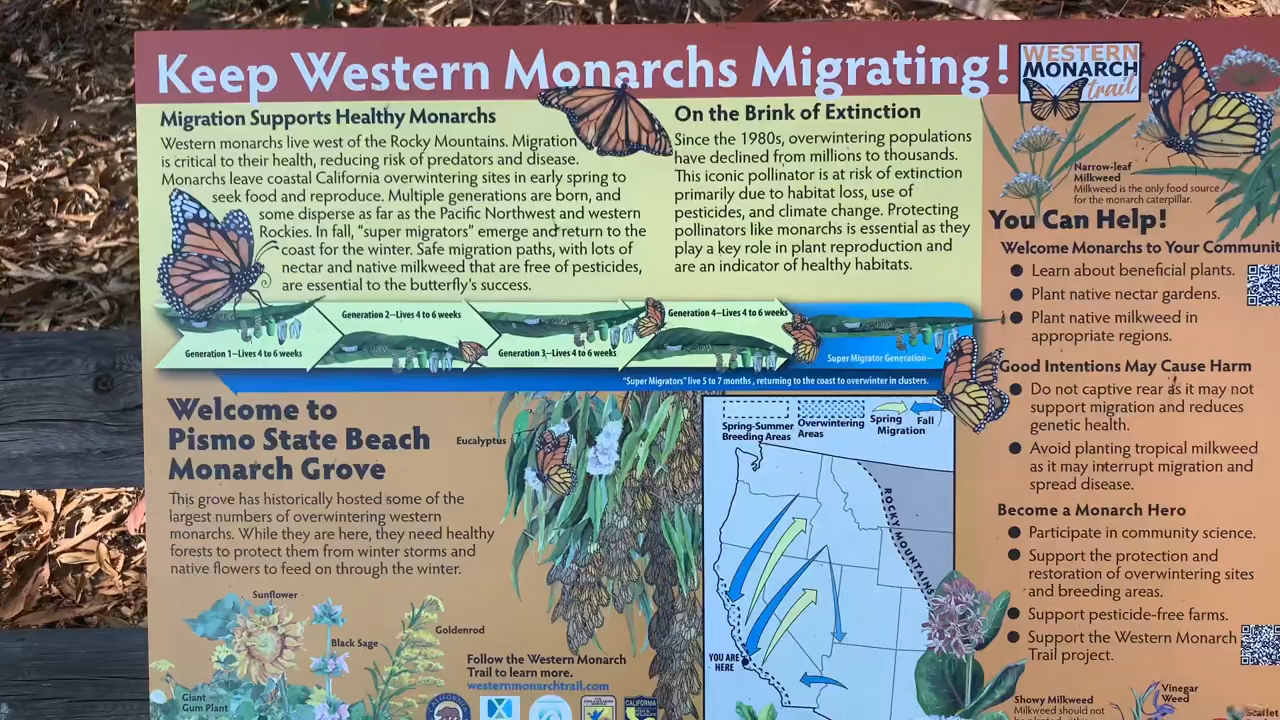 Keep Western Monarchs Migrating!
WESTERN
MONARCH
trail
Migration Supports Healthy Monarchs
Western monarchs live west of the Rocky Mountains. Migration
is critical to their health, reducing risk of predators and disease.
Monarchs leave coastal California overwintering sites in early spring to
seek food and reproduce. Multiple generations are born, and
some disperse as far as the Pacific Northwest and western
Rockies. In fall, “super migrators” emerge and return to the
coast for the winter. Safe migration paths, with lots of
nectar and native milkweed that are free of pesticides,
are essential to the butterfly’s success.
On the Brink of Extinction
Since the 1980s, overwintering populations
have declined from millions to thousands.
This iconic pollinator is at risk of extinction
primarily due to habitat loss, use of
pesticides, and climate change. Protecting
pollinators like monarchs is essential as they
play a key role in plant reproduction and
are an indicator of healthy habitats.
Generation 1—Lives 4 to 6 weeks
Generation 2—Lives 4 to 6 weeks
Generation 3—Lives 4 to 6 weeks
Generation 4—Lives 4 to 6 weeks
Super Migrator Generation—
“Super Migrators” live 5 to 7 months, returning to the coast to overwinter in clusters.
Welcome to
Pismo State Beach
Monarch Grove
This grove has historically hosted some of the
largest numbers of overwintering western
monarchs. While they are here, they need healthy
forests to protect them from winter storms and
native flowers to feed on through the winter.
Eucalyptus
Sunflower
Black Sage
Goldenrod
Giant
Gum Plant
Follow the Western Monarch
Trail to learn more.
westernmonarchtrail.com
CALIFORNIA
Spring-Summer
Breeding Areas
Overwintering
Areas
Spring
Fall
Migration
ROCKY MOUNTAINS
YOU ARE
HERE
Narrow-leaf
Milkweed
Milkweed is the only food source
for the monarch caterpillar.
You Can Help!
Welcome Monarchs to Your Communit
Learn about beneficial plants.
Plant native nectar gardens.
Plant native milkweed in
appropriate regions.
Good Intentions May Cause Harm
Do not captive rear as it may not
support migration and reduces
genetic health.
Avoid planting tropical milkweed
as it may interrupt migration and
spread disease.
Become a Monarch Hero
Participate in community science.
Support the protection and
restoration of overwintering sites
and breeding areas.
Support pesticide-free farms.
Support the Western Monarch
Trail project.
Showy Milkweed
Milkweed should not
Vinegar
Weed
Scarlet